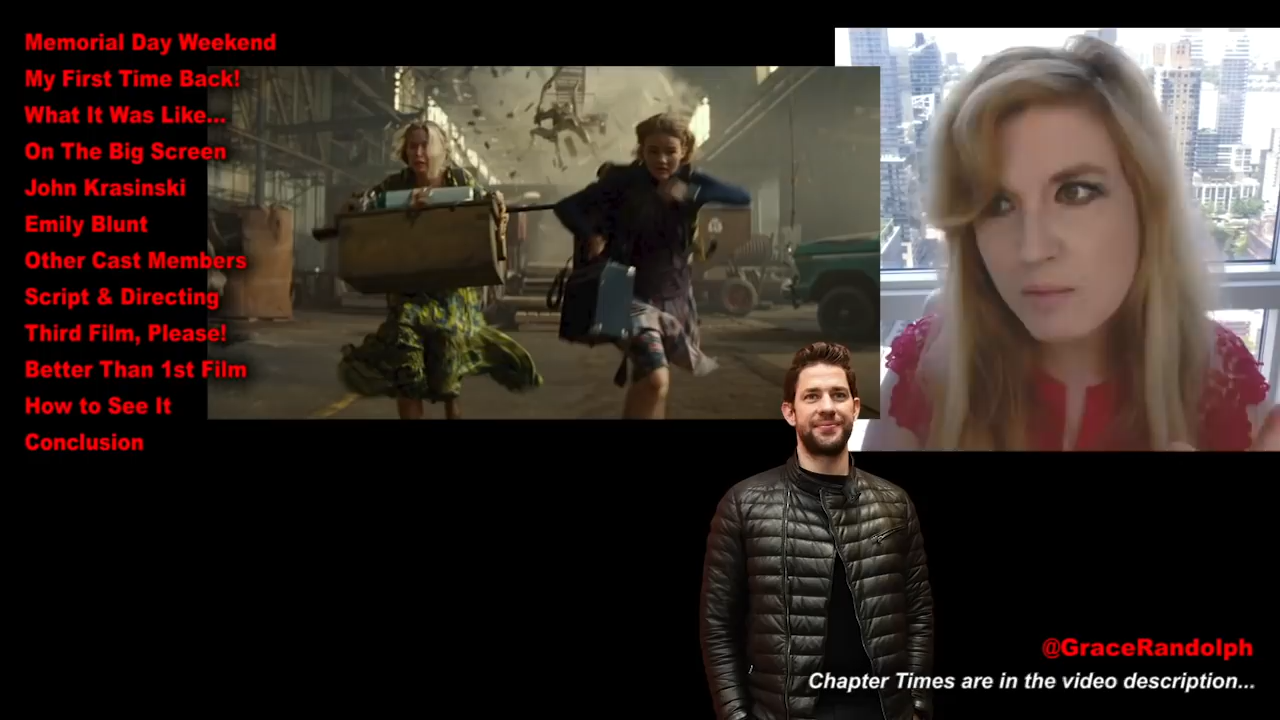 Memorial Day Weekend
My First Time Back!
What It Was Like...
On The Big Screen
John Krasinski
Emily Blunt
Other Cast Members
Script & Directing
Third Film, Please!
Better Than 1st Film
How to See It
Conclusion
@GraceRandolph
Chapter Times are in the video description...